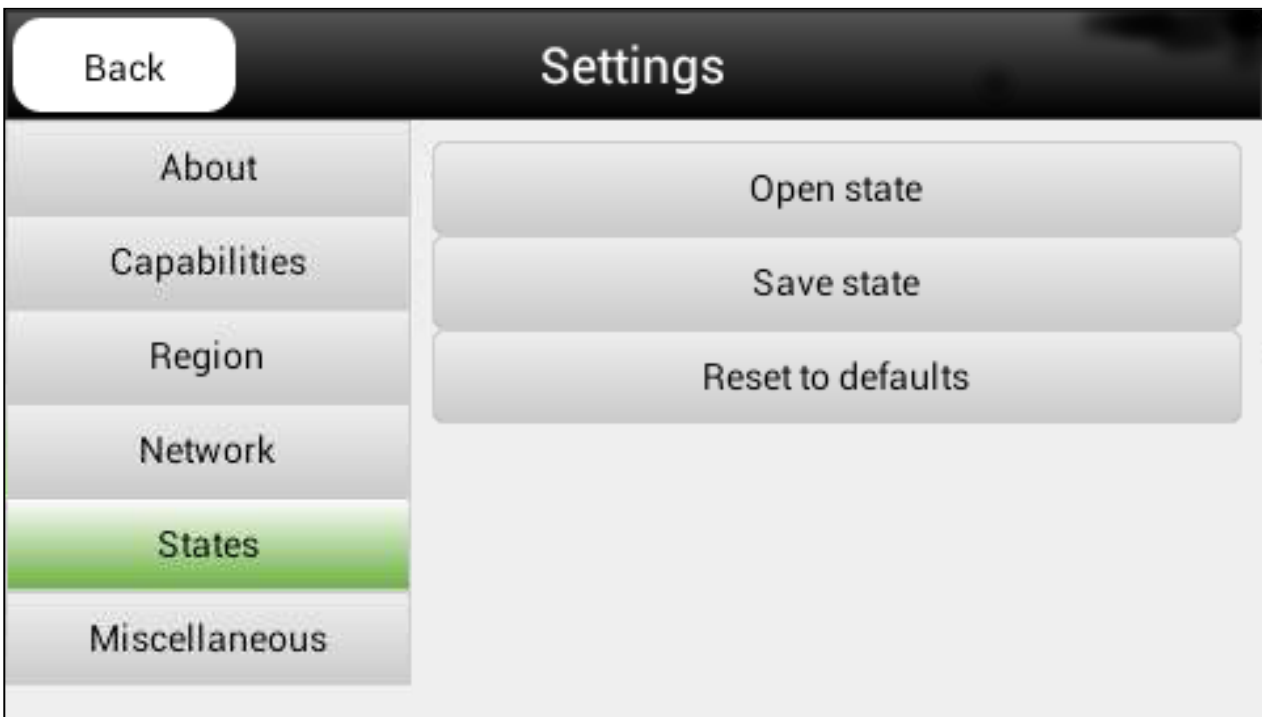 Back
Settings
About
Capabilities
Region
Network
States
Miscellaneous
Open state
Save state
Reset to defaults